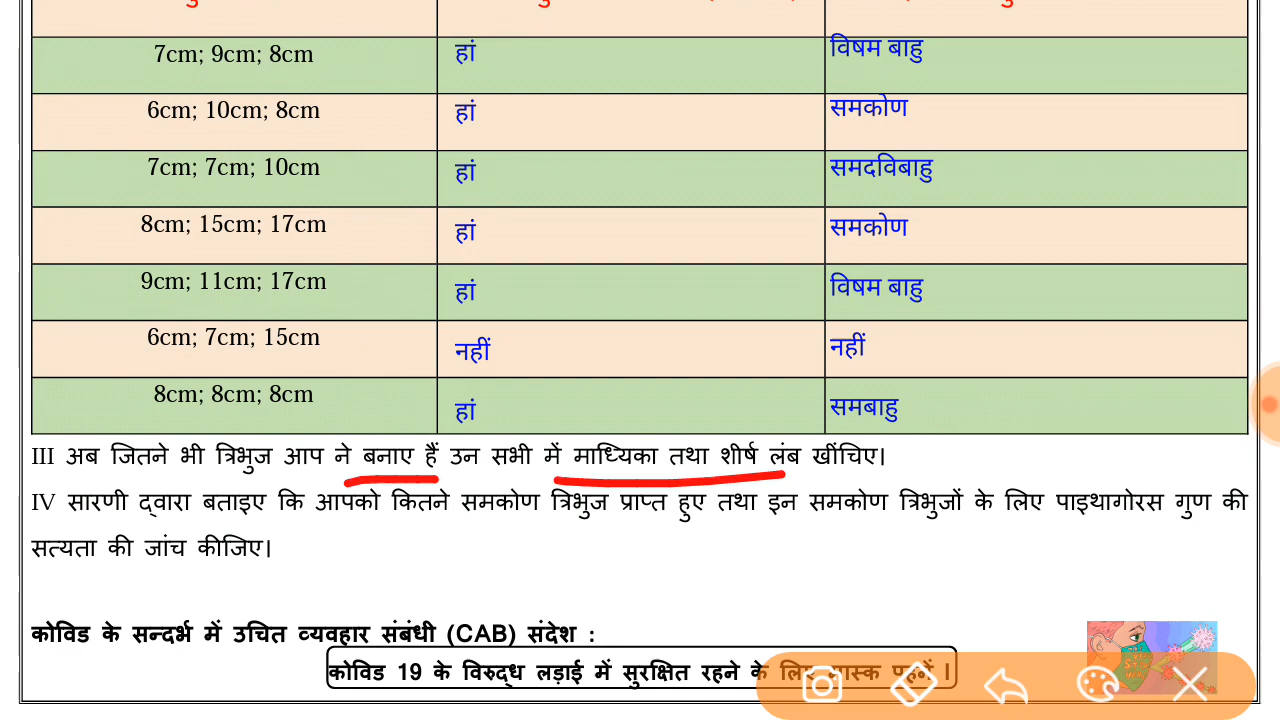 7cm; 9cm; 8cm हां विषम बाहु
6cm; 10cm; 8cm हां समकोण
7cm; 7cm; 10cm हां समदविबाहु
8cm; 15cm; 17cm हां समकोण
9cm; 11cm; 17cm हां विषम बाहु
6cm; 7cm; 15cm नहीं नहीं
8cm; 8cm; 8cm हां समबाहु
III अब जितने भी त्रिभुज आप ने बनाए हैं उन सभी में माध्यिका तथा शीर्ष लंब खींचिए।
IV सारणी द्वारा बताइए कि आपको कितने समकोण त्रिभुज प्राप्त हुए तथा इन समकोण त्रिभुजों के लिए पाइथागोरस गुण की
सत्यता की जांच कीजिए।
कोविड के सन्दर्भ में उचित व्यवहार संबंधी (CAB) संदेश :
कोविड 19 के विरुद्ध लड़ाई में सुरक्षित रहने के लिए मास्क पहनें ।